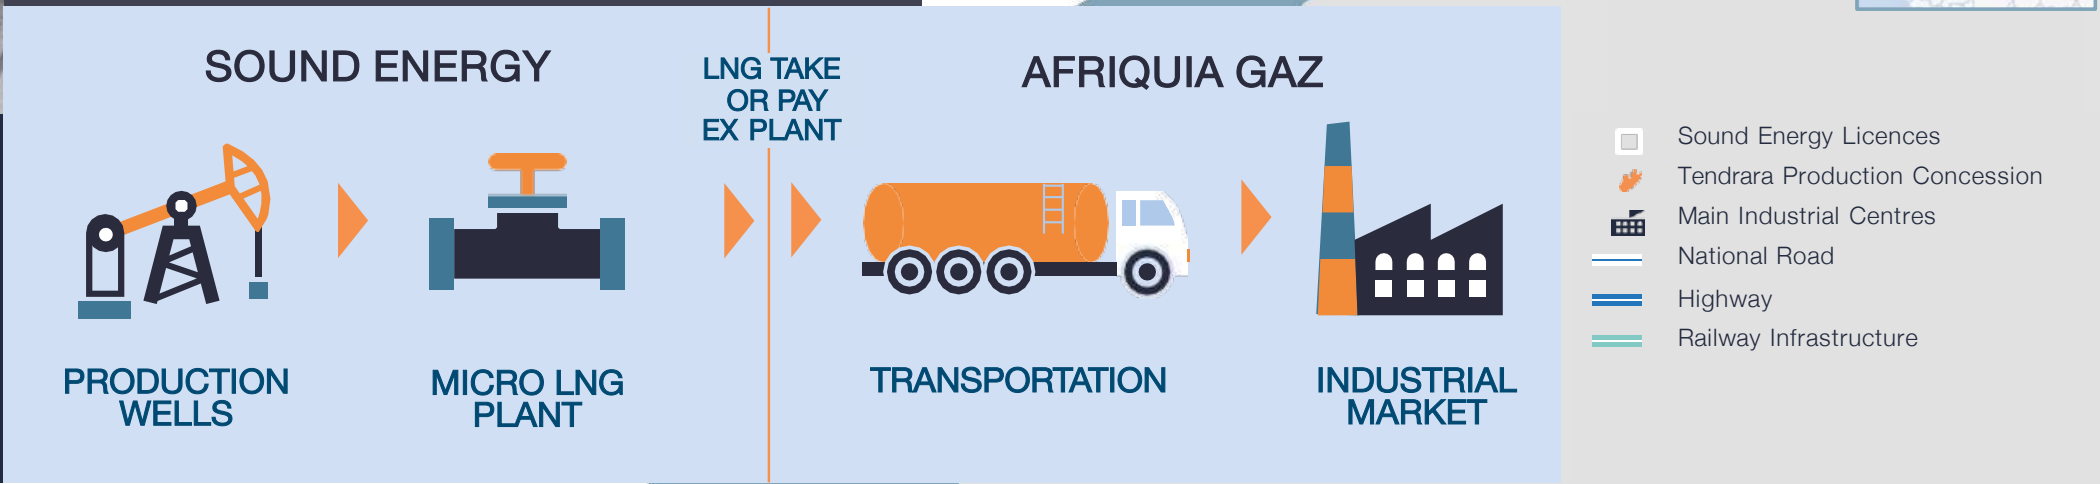 SOUND ENERGY
LNG TAKE
OR PAY
EX PLANT
AFRIQUIA GAZ
PRODUCTION
WELLS
MICRO LNG
PLANT
TRANSPORTATION
INDUSTRIAL
MARKET
Sound Energy Licences
Tendrara Production Concession
Main Industrial Centres
National Road
Highway
Railway Infrastructure